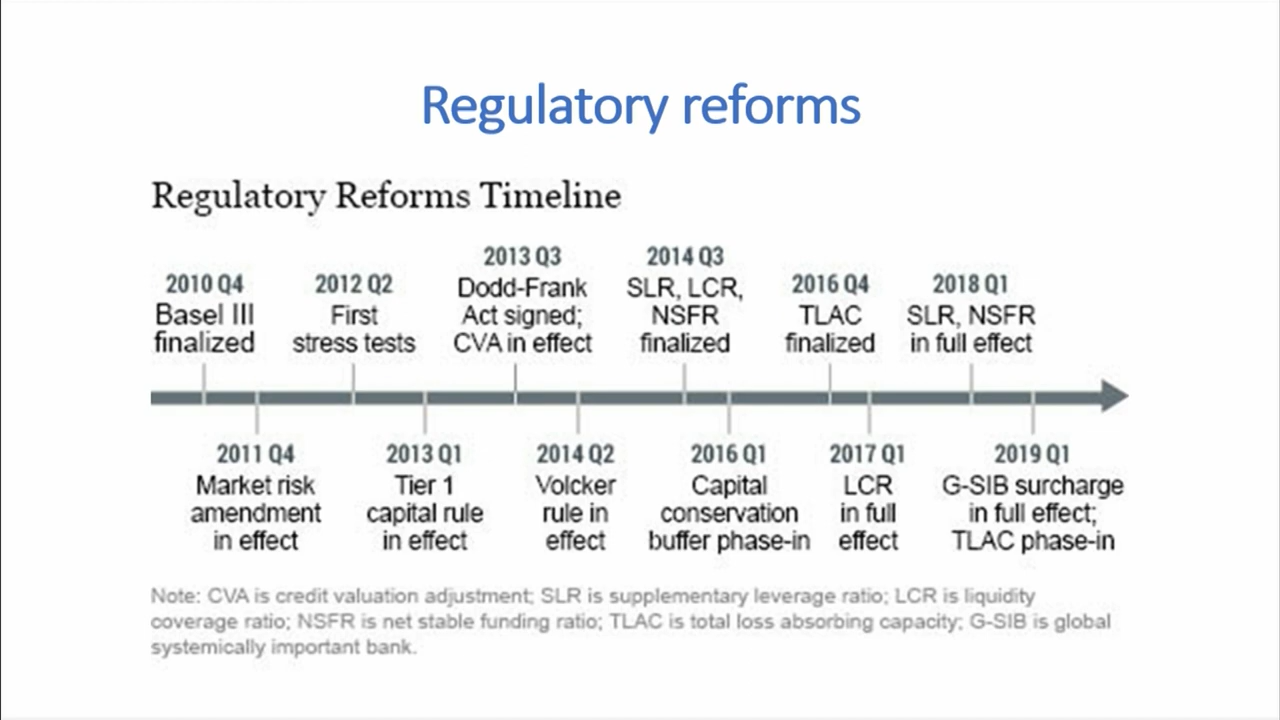 Regulatory reforms
Regulatory Reforms Timeline
2010 Q4
Basel III
finalized
2012 Q2
First
stress tests
2013 Q3
Dodd-Frank
Act signed;
CVA in effect
2014 Q3
SLR, LCR,
NSFR
finalized
2016 Q4
TLAC
finalized
2018 Q1
SLR, NSFR
in full effect
2011 Q4
Market risk
amendment
in effect
2013 Q1
Tier 1
capital rule
in effect
2014 Q2
Volcker
rule in
effect
2016 Q1
Capital
conservation
buffer phase-in
2017 Q1
LCR
in full
effect
2019 Q1
G-SIB surcharge
in full effect;
TLAC phase-in
Note: CVA is credit valuation adjustment; SLR is supplementary leverage ratio; LCR is liquidity
coverage ratio; NSFR is net stable funding ratio; TLAC is total loss absorbing capacity; G-SIB is global
systemically important bank.